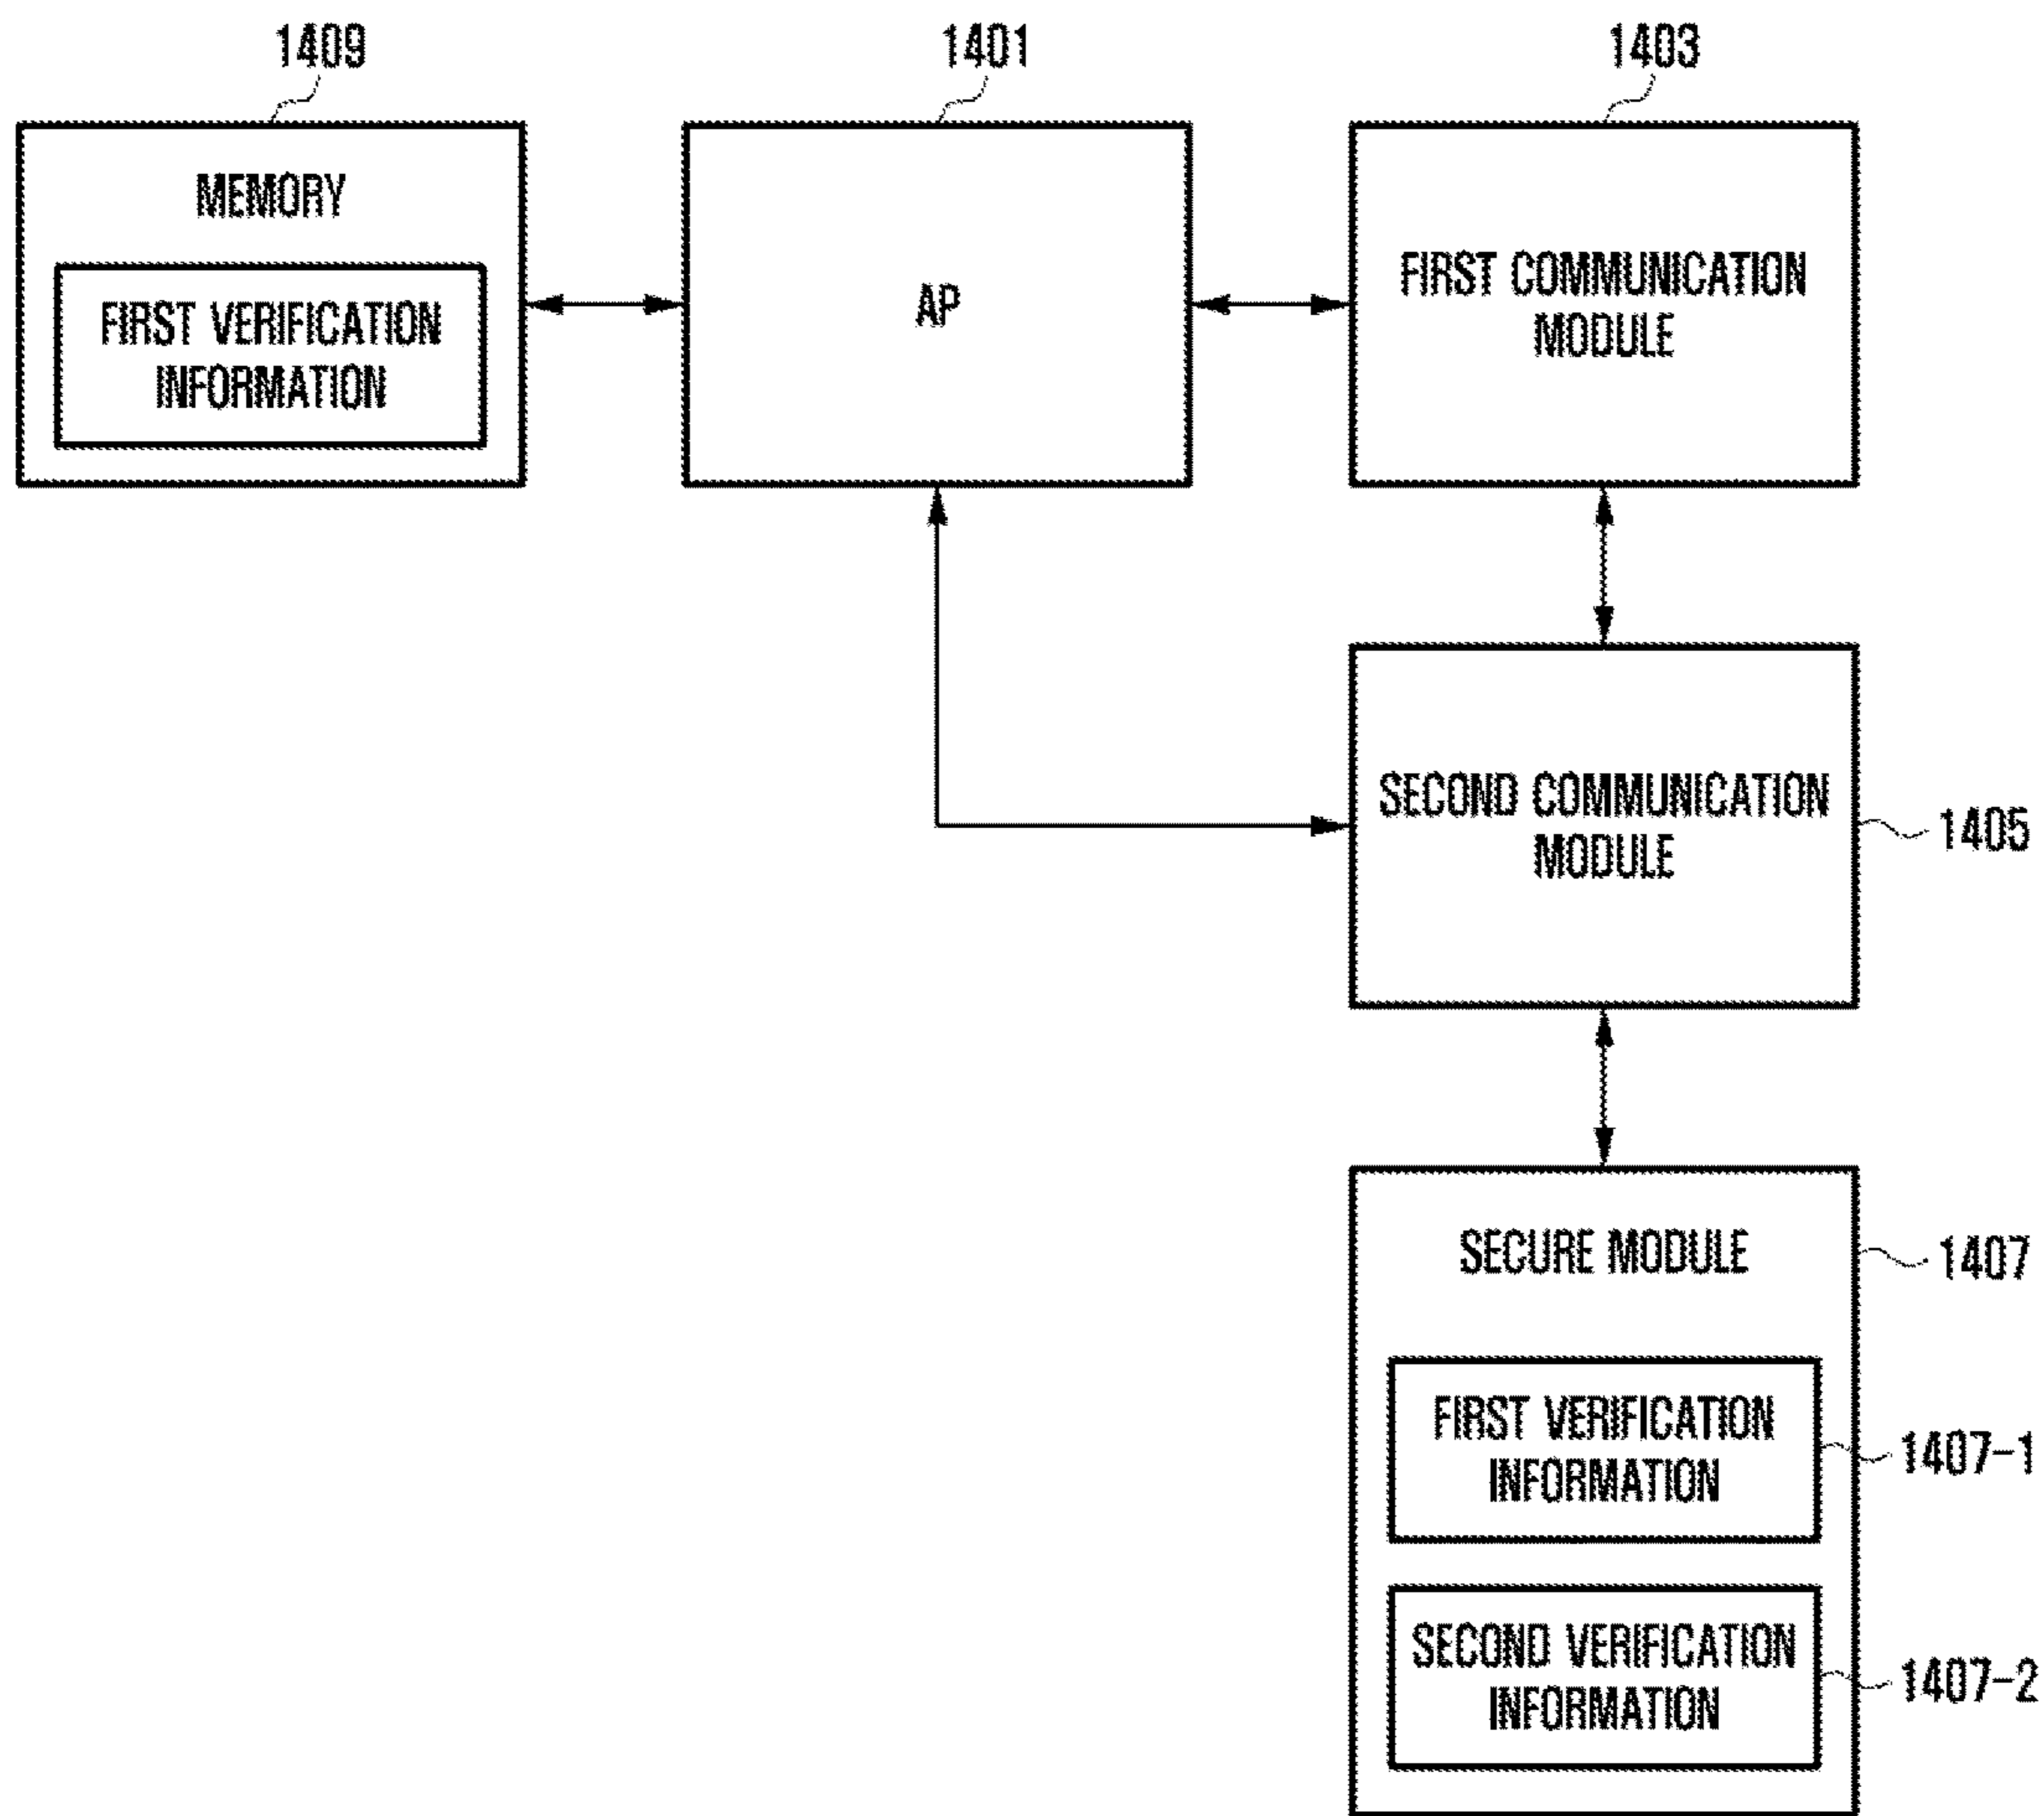 1409
1401
1403
MEMORY
FIRST VERIFICATION
INFORMATION
AP
FIRST COMMUNICATION
MODULE
SECOND COMMUNICATION
MODULE
1405
SECURE MODULE
1407
FIRST VERIFICATION
INFORMATION
1407-1
SECOND VERIFICATION
INFORMATION
1407-2